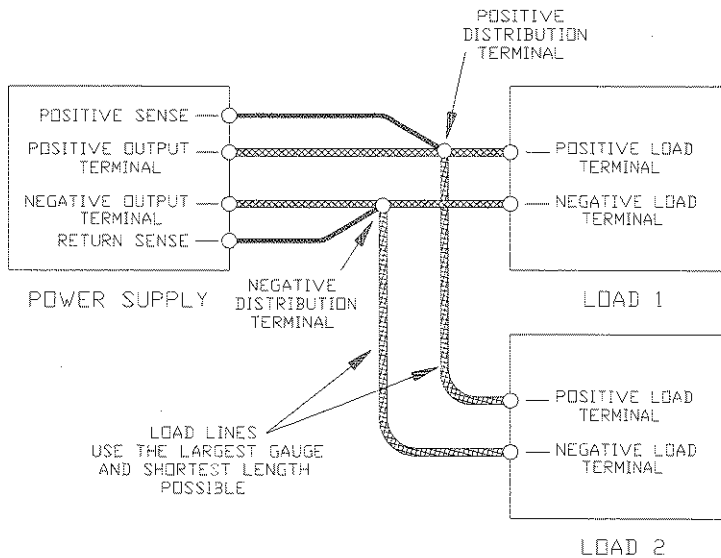 POSITIVE
DISTRIBUTION
TERMINAL
POSITIVE SENSE
POSITIVE OUTPUT
TERMINAL
NEGATIVE OUTPUT
TERMINAL
RETURN SENSE
POWER SUPPLY
NEGATIVE
DISTRIBUTION
TERMINAL
POSITIVE LOAD
TERMINAL
NEGATIVE LOAD
TERMINAL
LOAD 1
LOAD LINES
USE THE LARGEST GAUGE
AND SHORTEST LENGTH
POSSIBLE
POSITIVE LOAD
TERMINAL
NEGATIVE LOAD
TERMINAL
LOAD 2